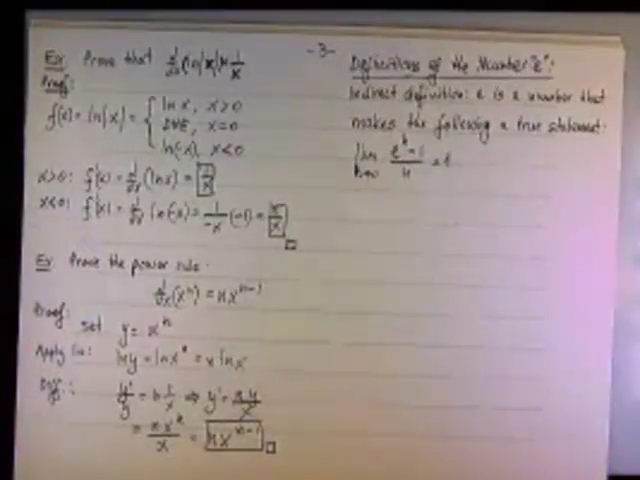 -3-
Ex: Prove that d/dx (ln|x|) = 1/x
Proof:
f(x) = ln|x| = { ln x, x>0
DNE, x=0
ln(-x), x<0
x>0: f'(x) = d/dx (ln x) = 1/x
x<0: f'(x) = d/dx ln(-x) = 1/-x (-1) = 1/x □
Ex Prove the power rule.
d/dx (x^n) = n x^(n-1)
Proof:
set y = x^n
Apply ln: ln y = ln x^n = n ln x
Diff.: y'/y = n 1/x ⇒ y' = ny/x
= n x^n/x = n x^(n-1) □
Definitions of the Number "e":
Indirect definition: e is a number that
makes the following a true statement.
lim h→0 (e^h - 1)/h = 1